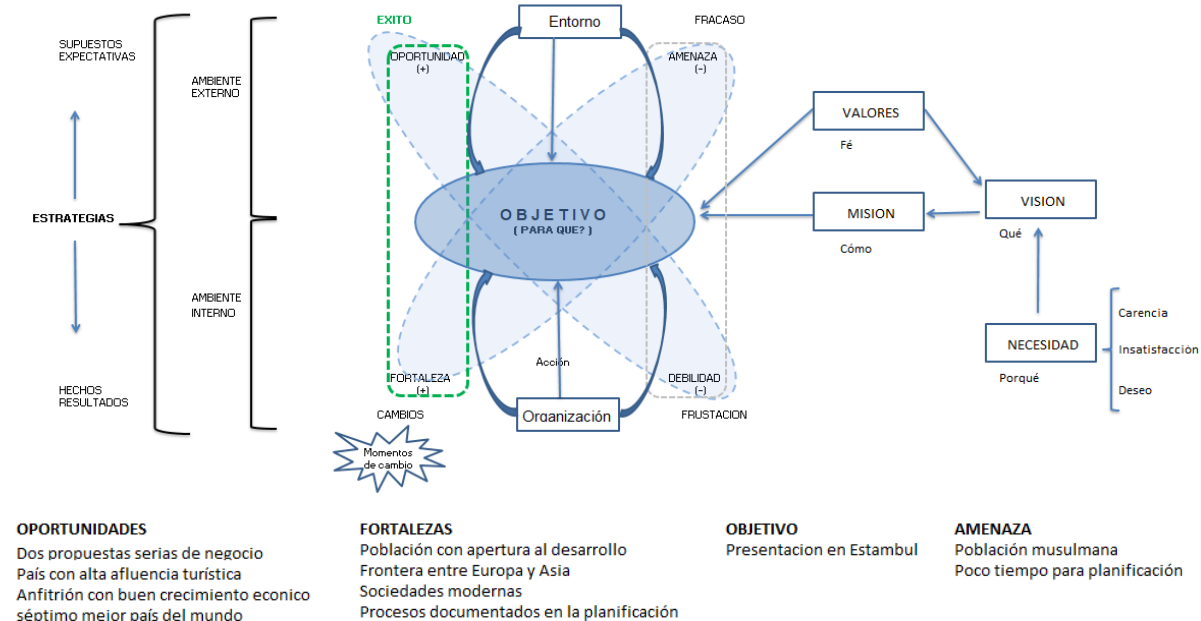 SUPUESTOS
EXPECTATIVAS
AMBIENTE
EXTERNO
ESTRATEGIAS
AMBIENTE
INTERNO
HECHOS
RESULTADOS
EXITO
Entorno
FRACASO
OPORTUNIDAD
(+)
AMENAZA
(-)
OBJETIVO
( PARA QUE? )
Acción
FORTALEZA
(+)
DEBILIDAD
(-)
CAMBIOS
Organización
FRUSTACION
Momentos
de cambio
VALORES
Fé
MISION
Cómo
VISION
Qué
NECESIDAD
Porqué
Carencia
Insatisfacción
Deseo
OPORTUNIDADES
Dos propuestas serias de negocio
País con alta afluencia turística
Anfitrión con buen crecimiento econico
séptimo mejor país del mundo
FORTALEZAS
Población con apertura al desarrollo
Frontera entre Europa y Asia
Sociedades modernas
Procesos documentados en la planificación
OBJETIVO
Presentacion en Estambul
AMENAZA
Población musulmana
Poco tiempo para planificación